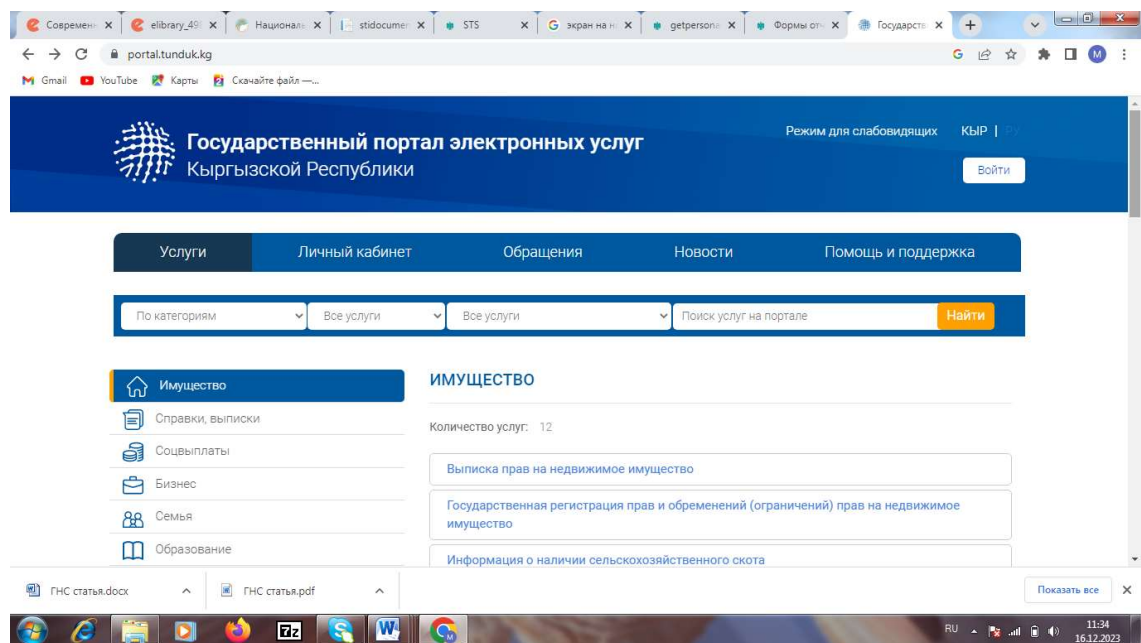 Современн
elibrary_49
Националь
stidocumen
STS
экран на н
getpersona
Формы отч
Государств
portal.tunduk.kg
M
Gmail
YouTube
Карты
Скачайте файл —...
Государственный портал электронных услуг
Кыргызской Республики
Режим для слабовидящих
КЫР | Ру
Войти
Услуги
Личный кабинет
Обращения
Новости
Помощь и поддержка
По категориям
Все услуги
Все услуги
Поиск услуг на портале
Найти
Имущество
Справки, выписки
Соцвыплаты
Бизнес
Семья
Образование
ИМУЩЕСТВО
Количество услуг: 12
Выписка прав на недвижимое имущество
Государственная регистрация прав и обременений (ограничений) прав на недвижимое
имущество
Информация о наличии сельскохозяйственного скота
ГНС статья.docx
ГНС статья.pdf
Показать все
RU
11:34
16.12.2023